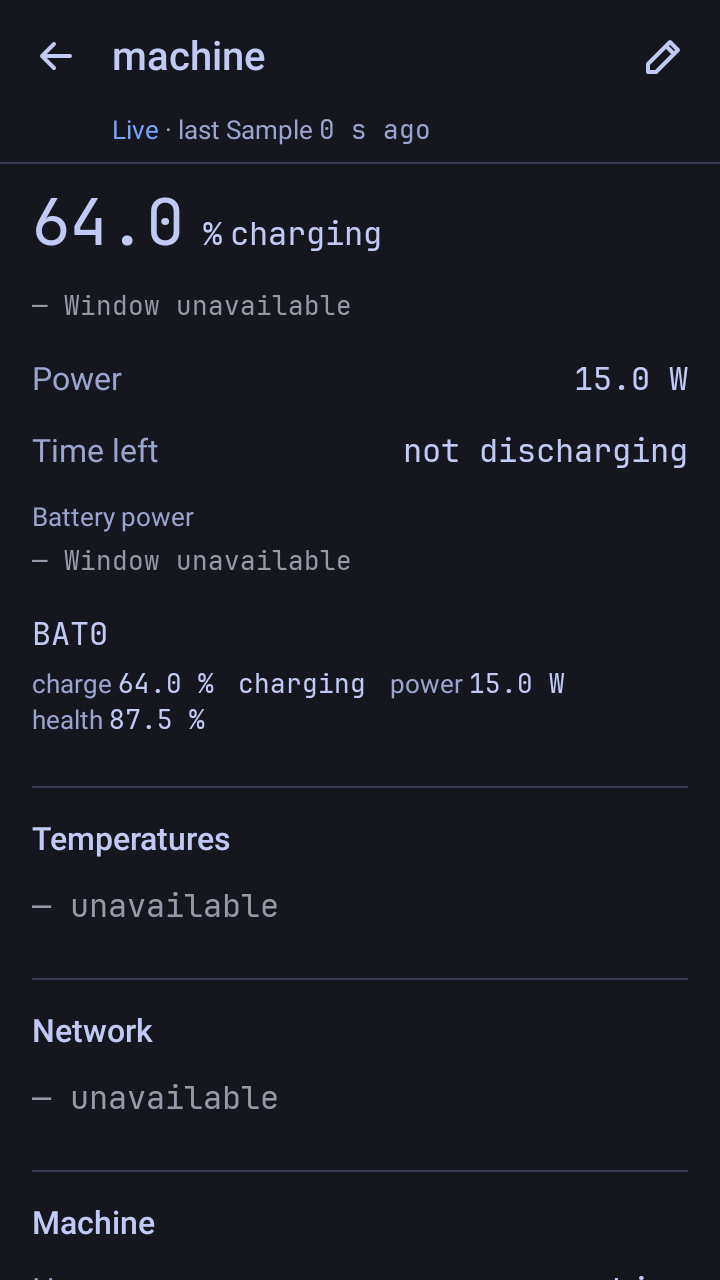 machine
Live · last Sample 0 s ago
64.0 % charging
— Window unavailable
Power 15.0 W
Time left not discharging
Battery power
— Window unavailable
BAT0
charge 64.0 % charging power 15.0 W
health 87.5 %
Temperatures
— unavailable
Network
— unavailable
Machine